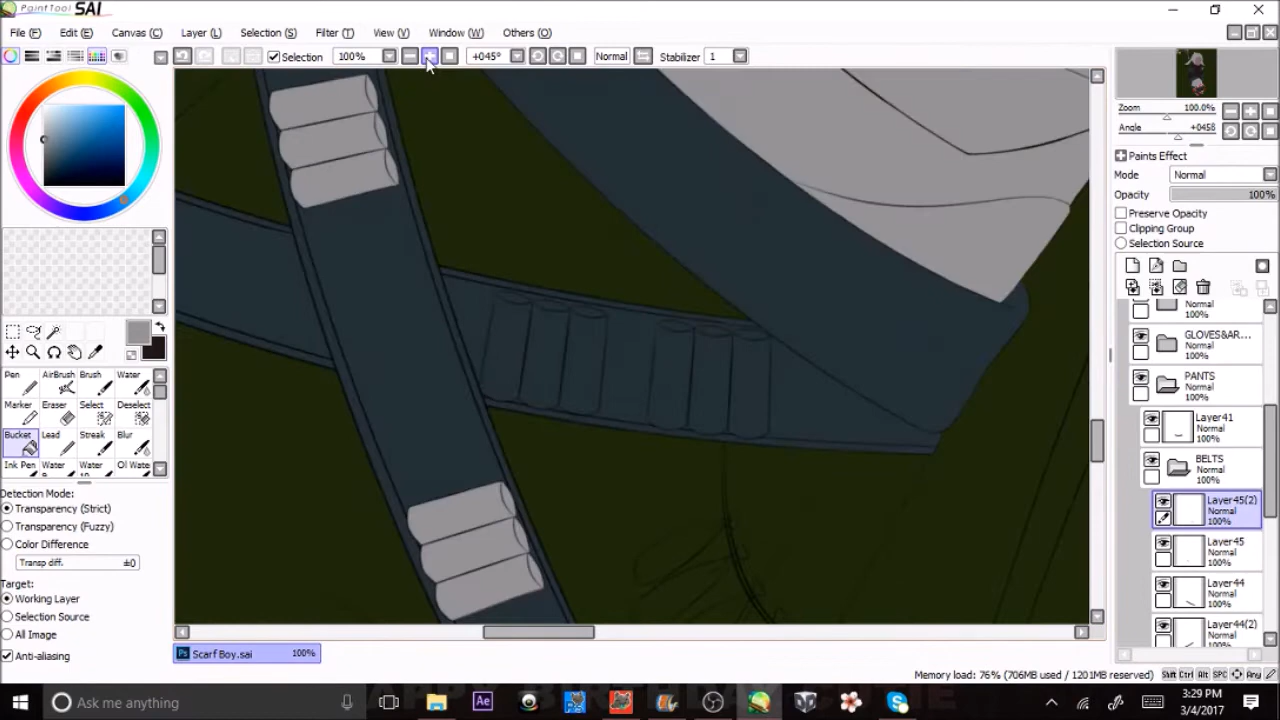 PaintTool SAI
File (F) Edit (E) Canvas (C) Layer (L) Selection (S) Filter (T) View (V) Window (W) Others (O)
Selection 100% +045° Normal Stabilizer 1
Zoom 100.0%
Angle +0458
Paints Effect
Mode Normal
Opacity 100%
Preserve Opacity
Clipping Group
Selection Source
Normal
100%
GLOVES&AR...
Normal
100%
PANTS
Normal
100%
Layer41
Normal
100%
BELTS
Normal
100%
Layer45(2)
Normal
100%
Layer45
Normal
100%
Layer44
Normal
100%
Layer44(2)
Normal
100%
Pen AirBrush Brush Water
Marker Eraser Select Deselect
Bucket Lead Streak Blur
Ink Pen Water Water Ol Wate
Detection Mode:
Transparency (Strict)
Transparency (Fuzzy)
Color Difference
Transp diff. ±0
Target:
Working Layer
Selection Source
All Image
Anti-aliasing
Scarf Boy.sai 100%
Memory load: 76% (706MB used / 1201MB reserved) Shift Ctrl Alt SPC Any
Ask me anything
Ae
3:29 PM
3/4/2017